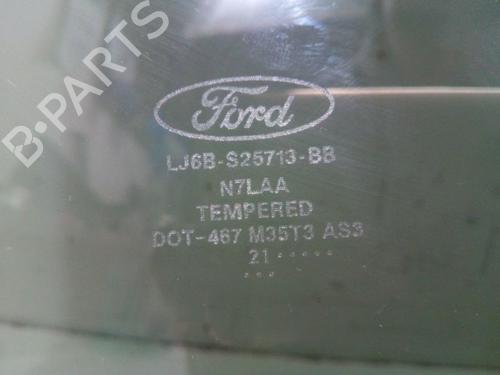 B-PARTS
Ford
LJ6B-S25713-BB
N7LAA
TEMPERED
DOT-467 M35T3 AS3
21·····
···